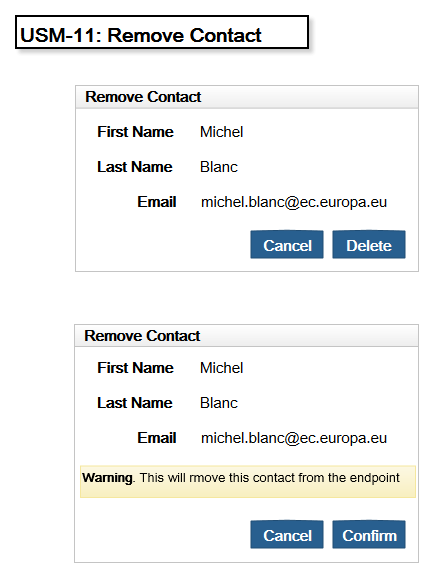 USM-11: Remove Contact
Remove Contact
First Name Michel
Last Name Blanc
Email michel.blanc@ec.europa.eu
Cancel Delete
Remove Contact
First Name Michel
Last Name Blanc
Email michel.blanc@ec.europa.eu
Warning. This will rmove this contact from the endpoint
Cancel Confirm